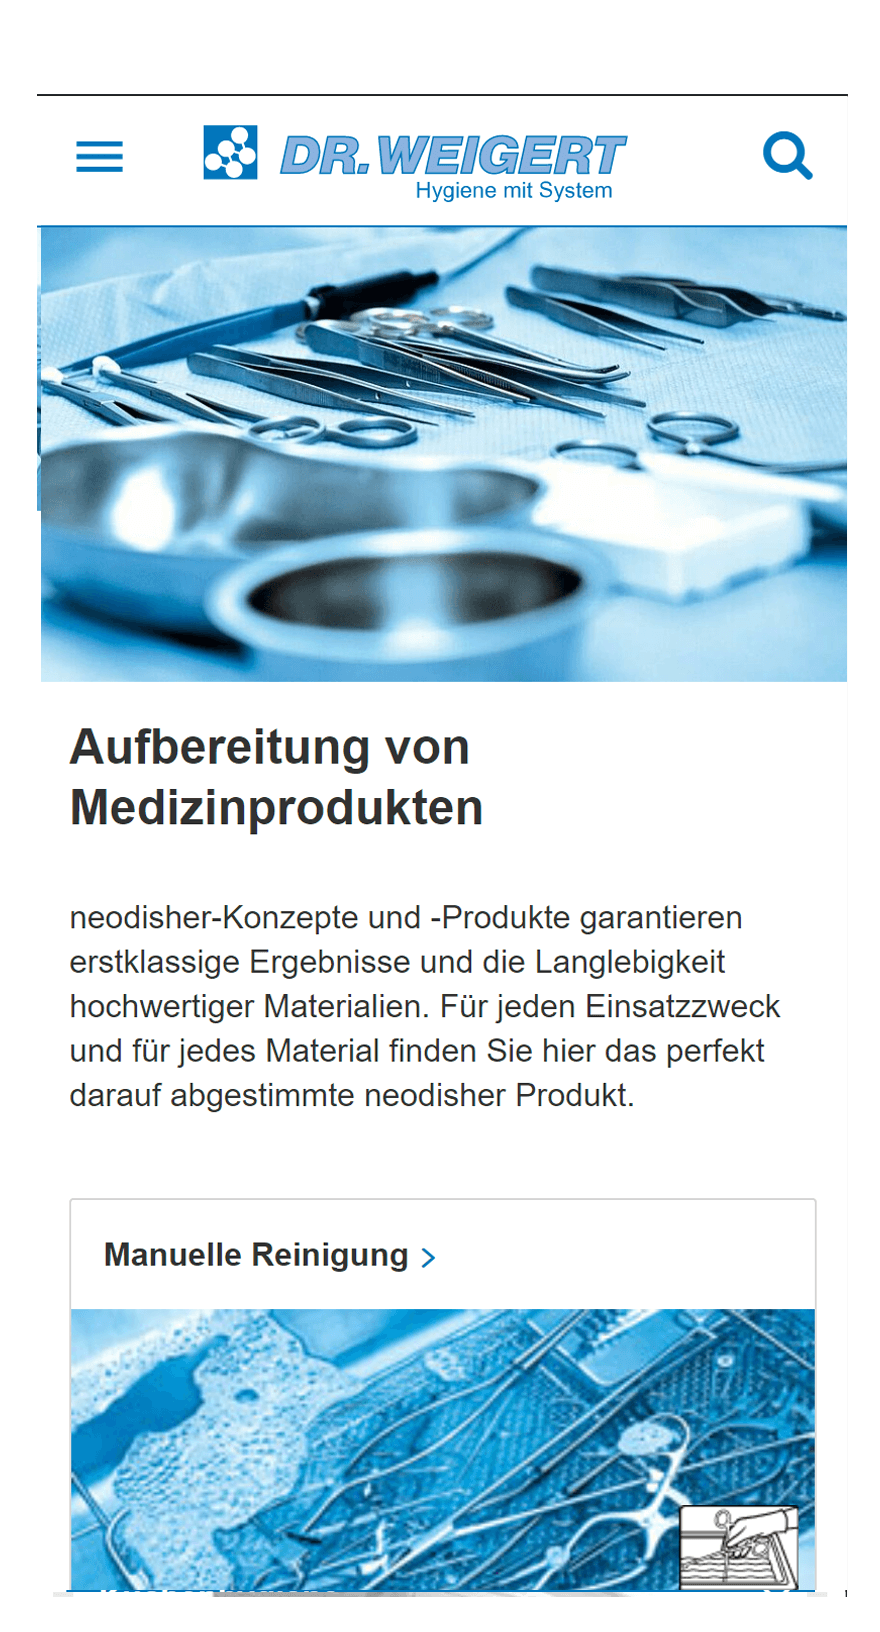 DR.WEIGERT
Hygiene mit System
Aufbereitung von
Medizinprodukten
neodisher-Konzepte und -Produkte garantieren
erstklassige Ergebnisse und die Langlebigkeit
hochwertiger Materialien. Für jeden Einsatzzweck
und für jedes Material finden Sie hier das perfekt
darauf abgestimmte neodisher Produkt.
Manuelle Reinigung >